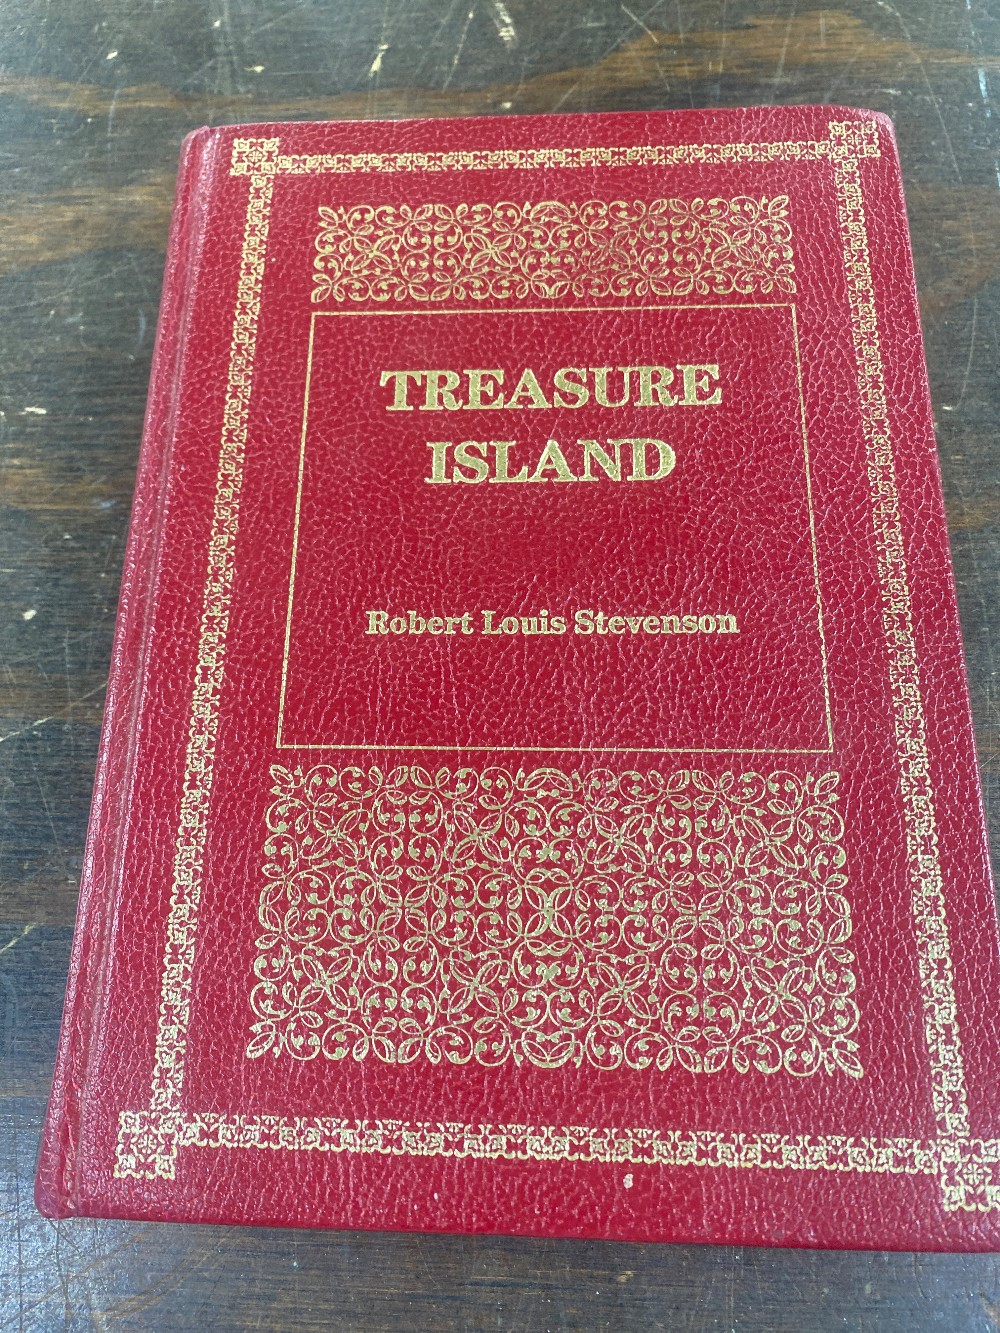 TREASURE
ISLAND
Robert Louis Stevenson